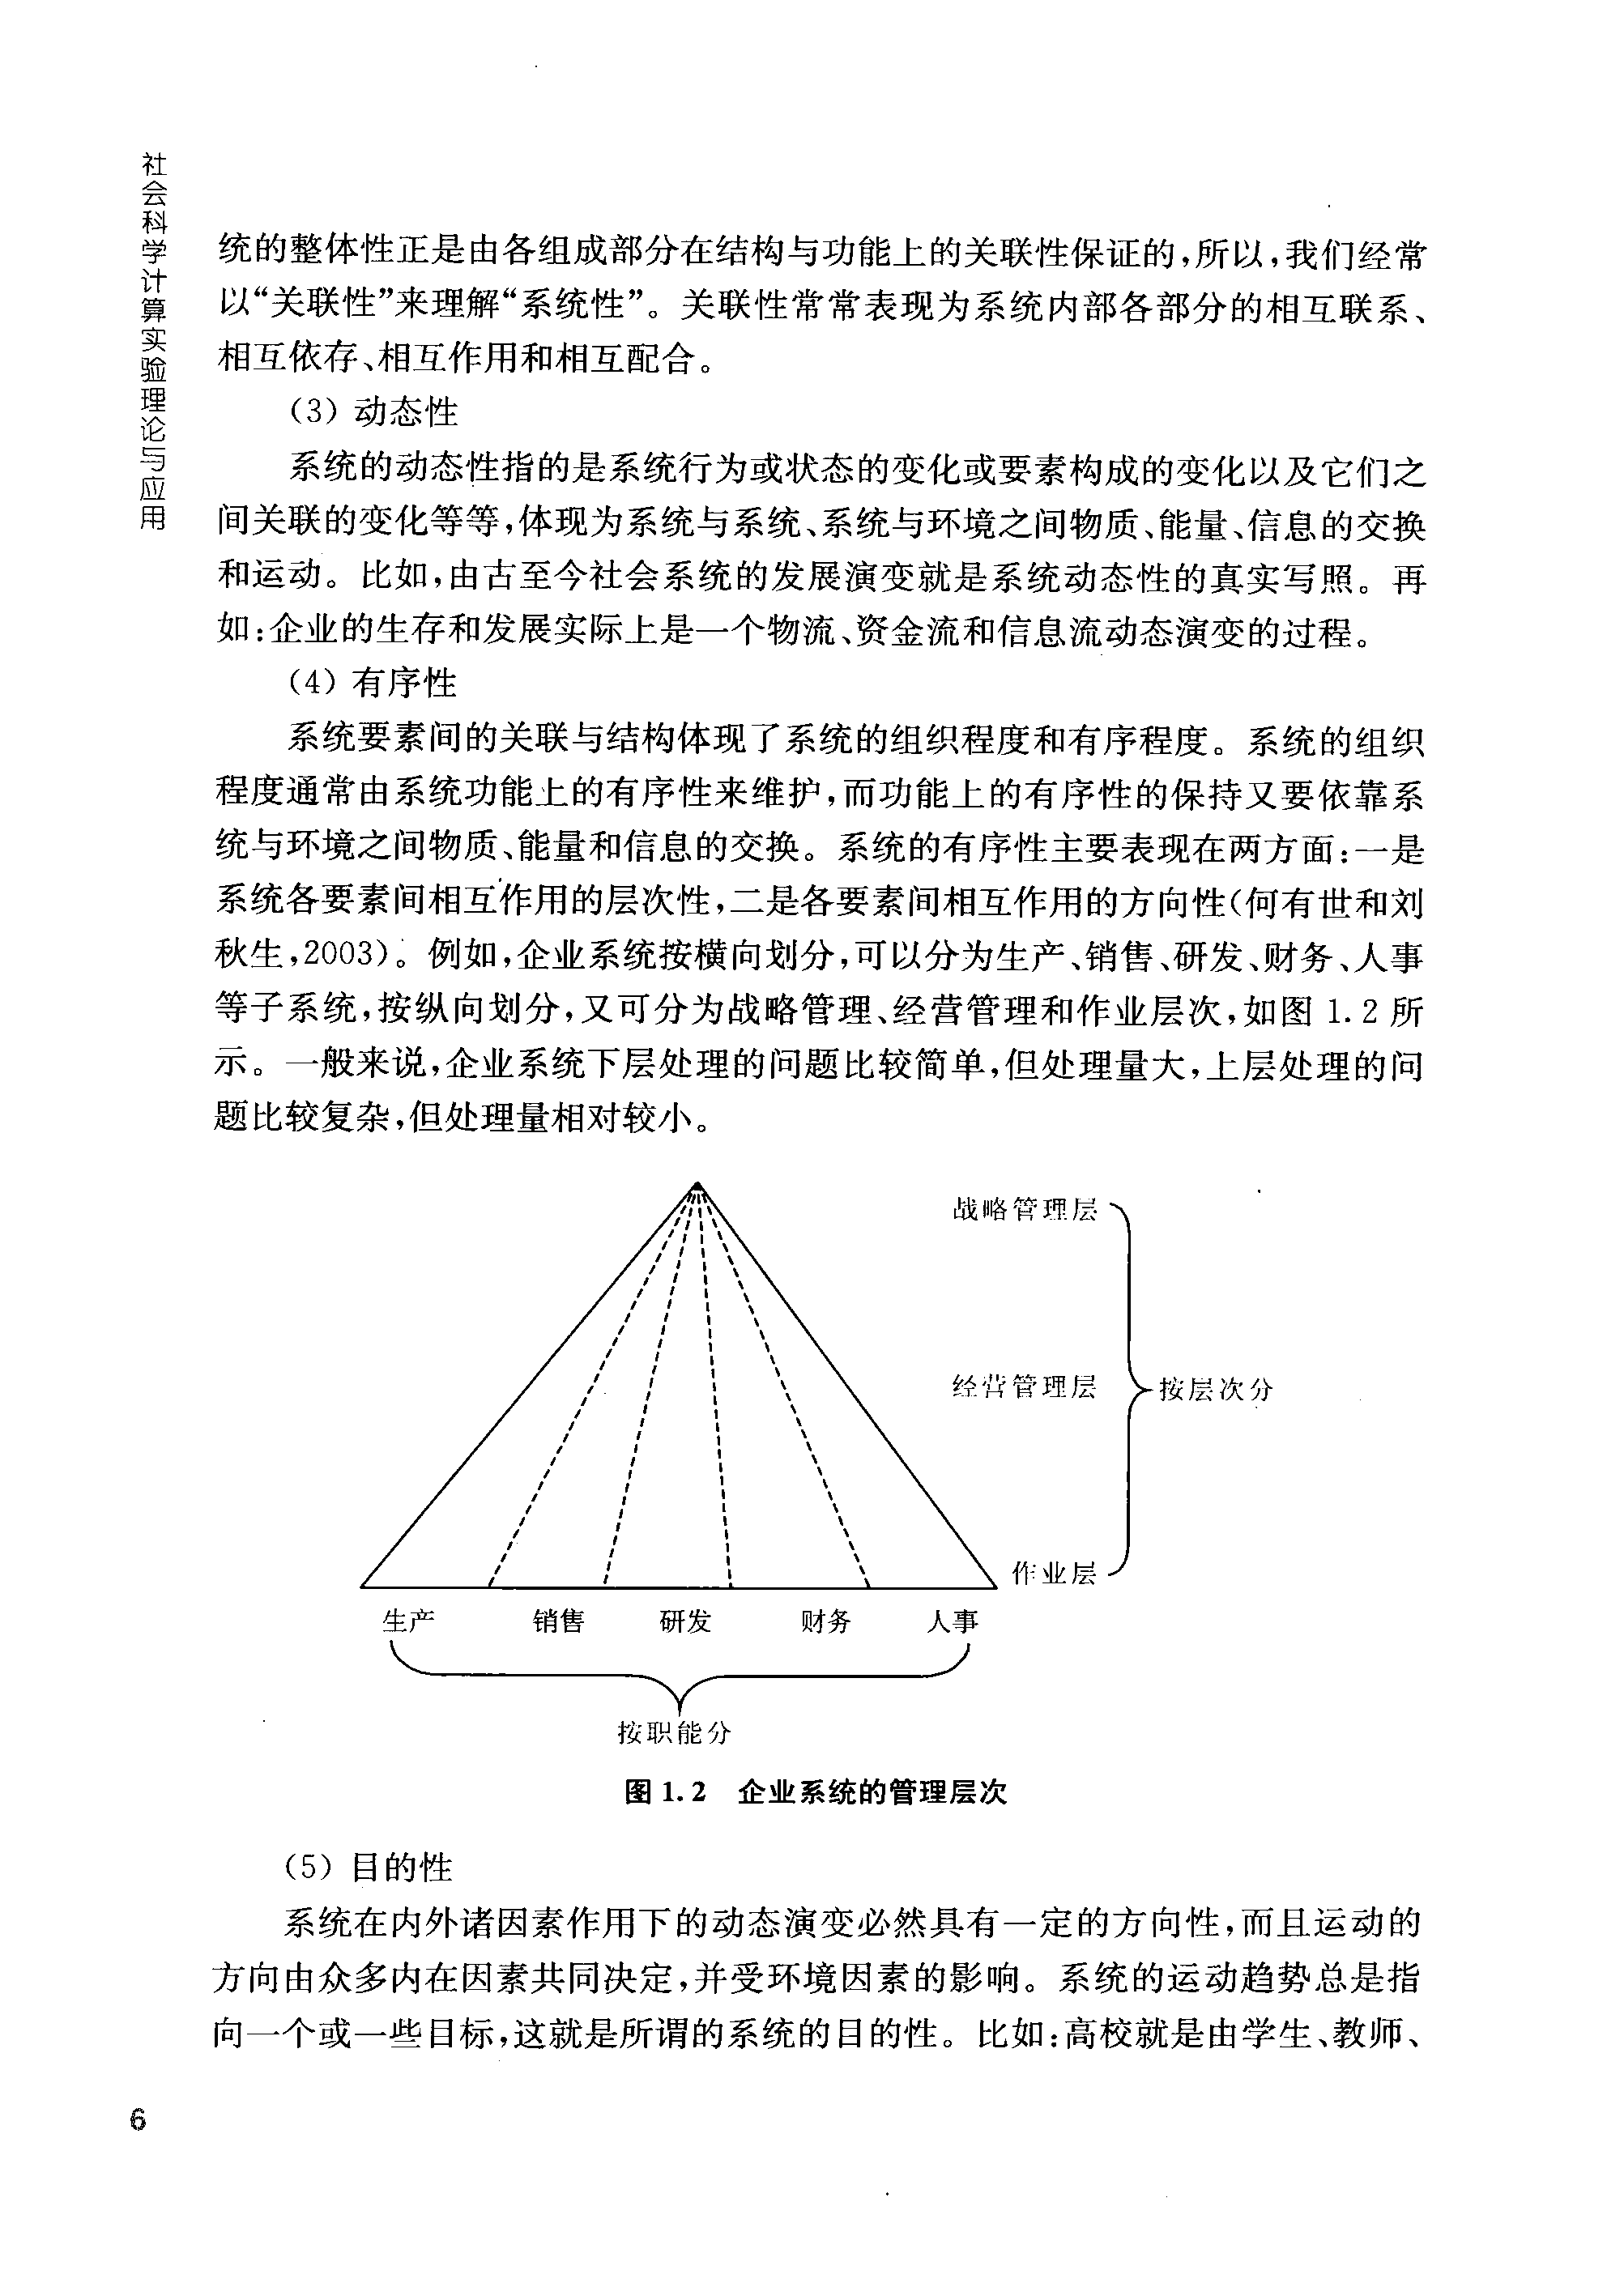 社会科学计算实验理论与应用
统的整体性正是由各组成部分在结构与功能上的关联性保证的,所以,我们经常
以“关联性”来理解“系统性”。关联性常常表现为系统内部各部分的相互联系、
相互依存、相互作用和相互配合。
(3) 动态性
系统的动态性指的是系统行为或状态的变化或要素构成的变化以及它们之
间关联的变化等等,体现为系统与系统、系统与环境之间物质、能量、信息的交换
和运动。比如,由古至今社会系统的发展演变就是系统动态性的真实写照。再
如:企业的生存和发展实际上是一个物流、资金流和信息流动态演变的过程。
(4) 有序性
系统要素间的关联与结构体现了系统的组织程度和有序程度。系统的组织
程度通常由系统功能上的有序性来维护,而功能上的有序性的保持又要依靠系
统与环境之间物质、能量和信息的交换。系统的有序性主要表现在两方面:一是
系统各要素间相互作用的层次性,二是各要素间相互作用的方向性(何有世和刘
秋生,2003)。例如,企业系统按横向划分,可以分为生产、销售、研发、财务、人事
等子系统,按纵向划分,又可分为战略管理、经营管理和作业层次,如图 1.2 所
示。一般来说,企业系统下层处理的问题比较简单,但处理量大,上层处理的问
题比较复杂,但处理量相对较小。
战略管理层
经营管理层
按层次分
作业层
生产 销售 研发 财务 人事
按职能分
图 1.2 企业系统的管理层次
(5) 目的性
系统在内外诸因素作用下的动态演变必然具有一定的方向性,而且运动的
方向由众多内在因素共同决定,并受环境因素的影响。系统的运动趋势总是指
向一个或一些目标,这就是所谓的系统的目的性。比如:高校就是由学生、教师、
6